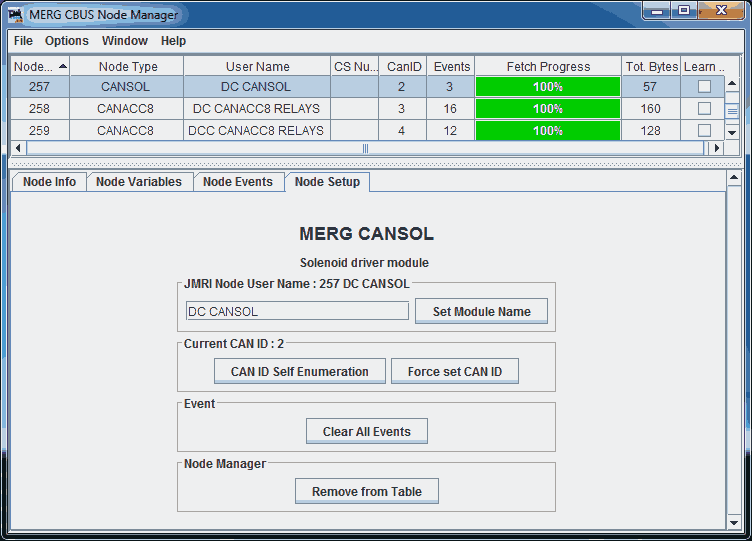 MERG CBUS Node Manager
File Options Window Help
Node... Node Type User Name CS Nu... CanID Events Fetch Progress Tot. Bytes Learn ..
257 CANSOL DC CANSOL 2 3 100% 57
258 CANACC8 DC CANACC8 RELAYS 3 16 100% 160
259 CANACC8 DCC CANACC8 RELAYS 4 12 100% 128
Node Info Node Variables Node Events Node Setup
MERG CANSOL
Solenoid driver module
JMRI Node User Name : 257 DC CANSOL
DC CANSOL Set Module Name
Current CAN ID : 2
CAN ID Self Enumeration Force set CAN ID
Event
Clear All Events
Node Manager
Remove from Table